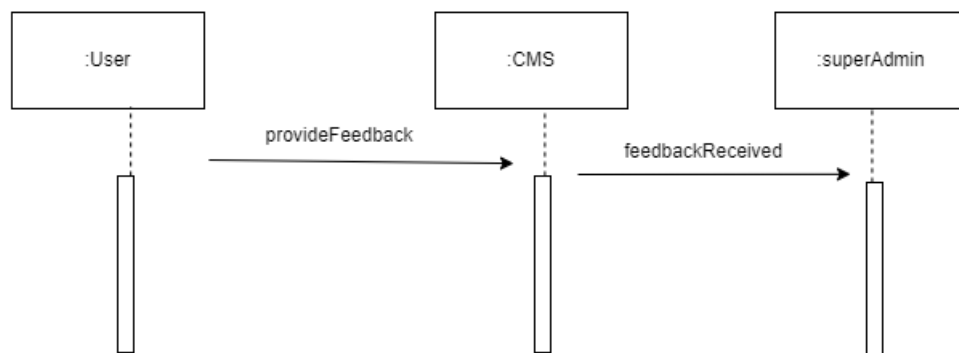 :User
:CMS
:superAdmin
provideFeedback
feedbackReceived